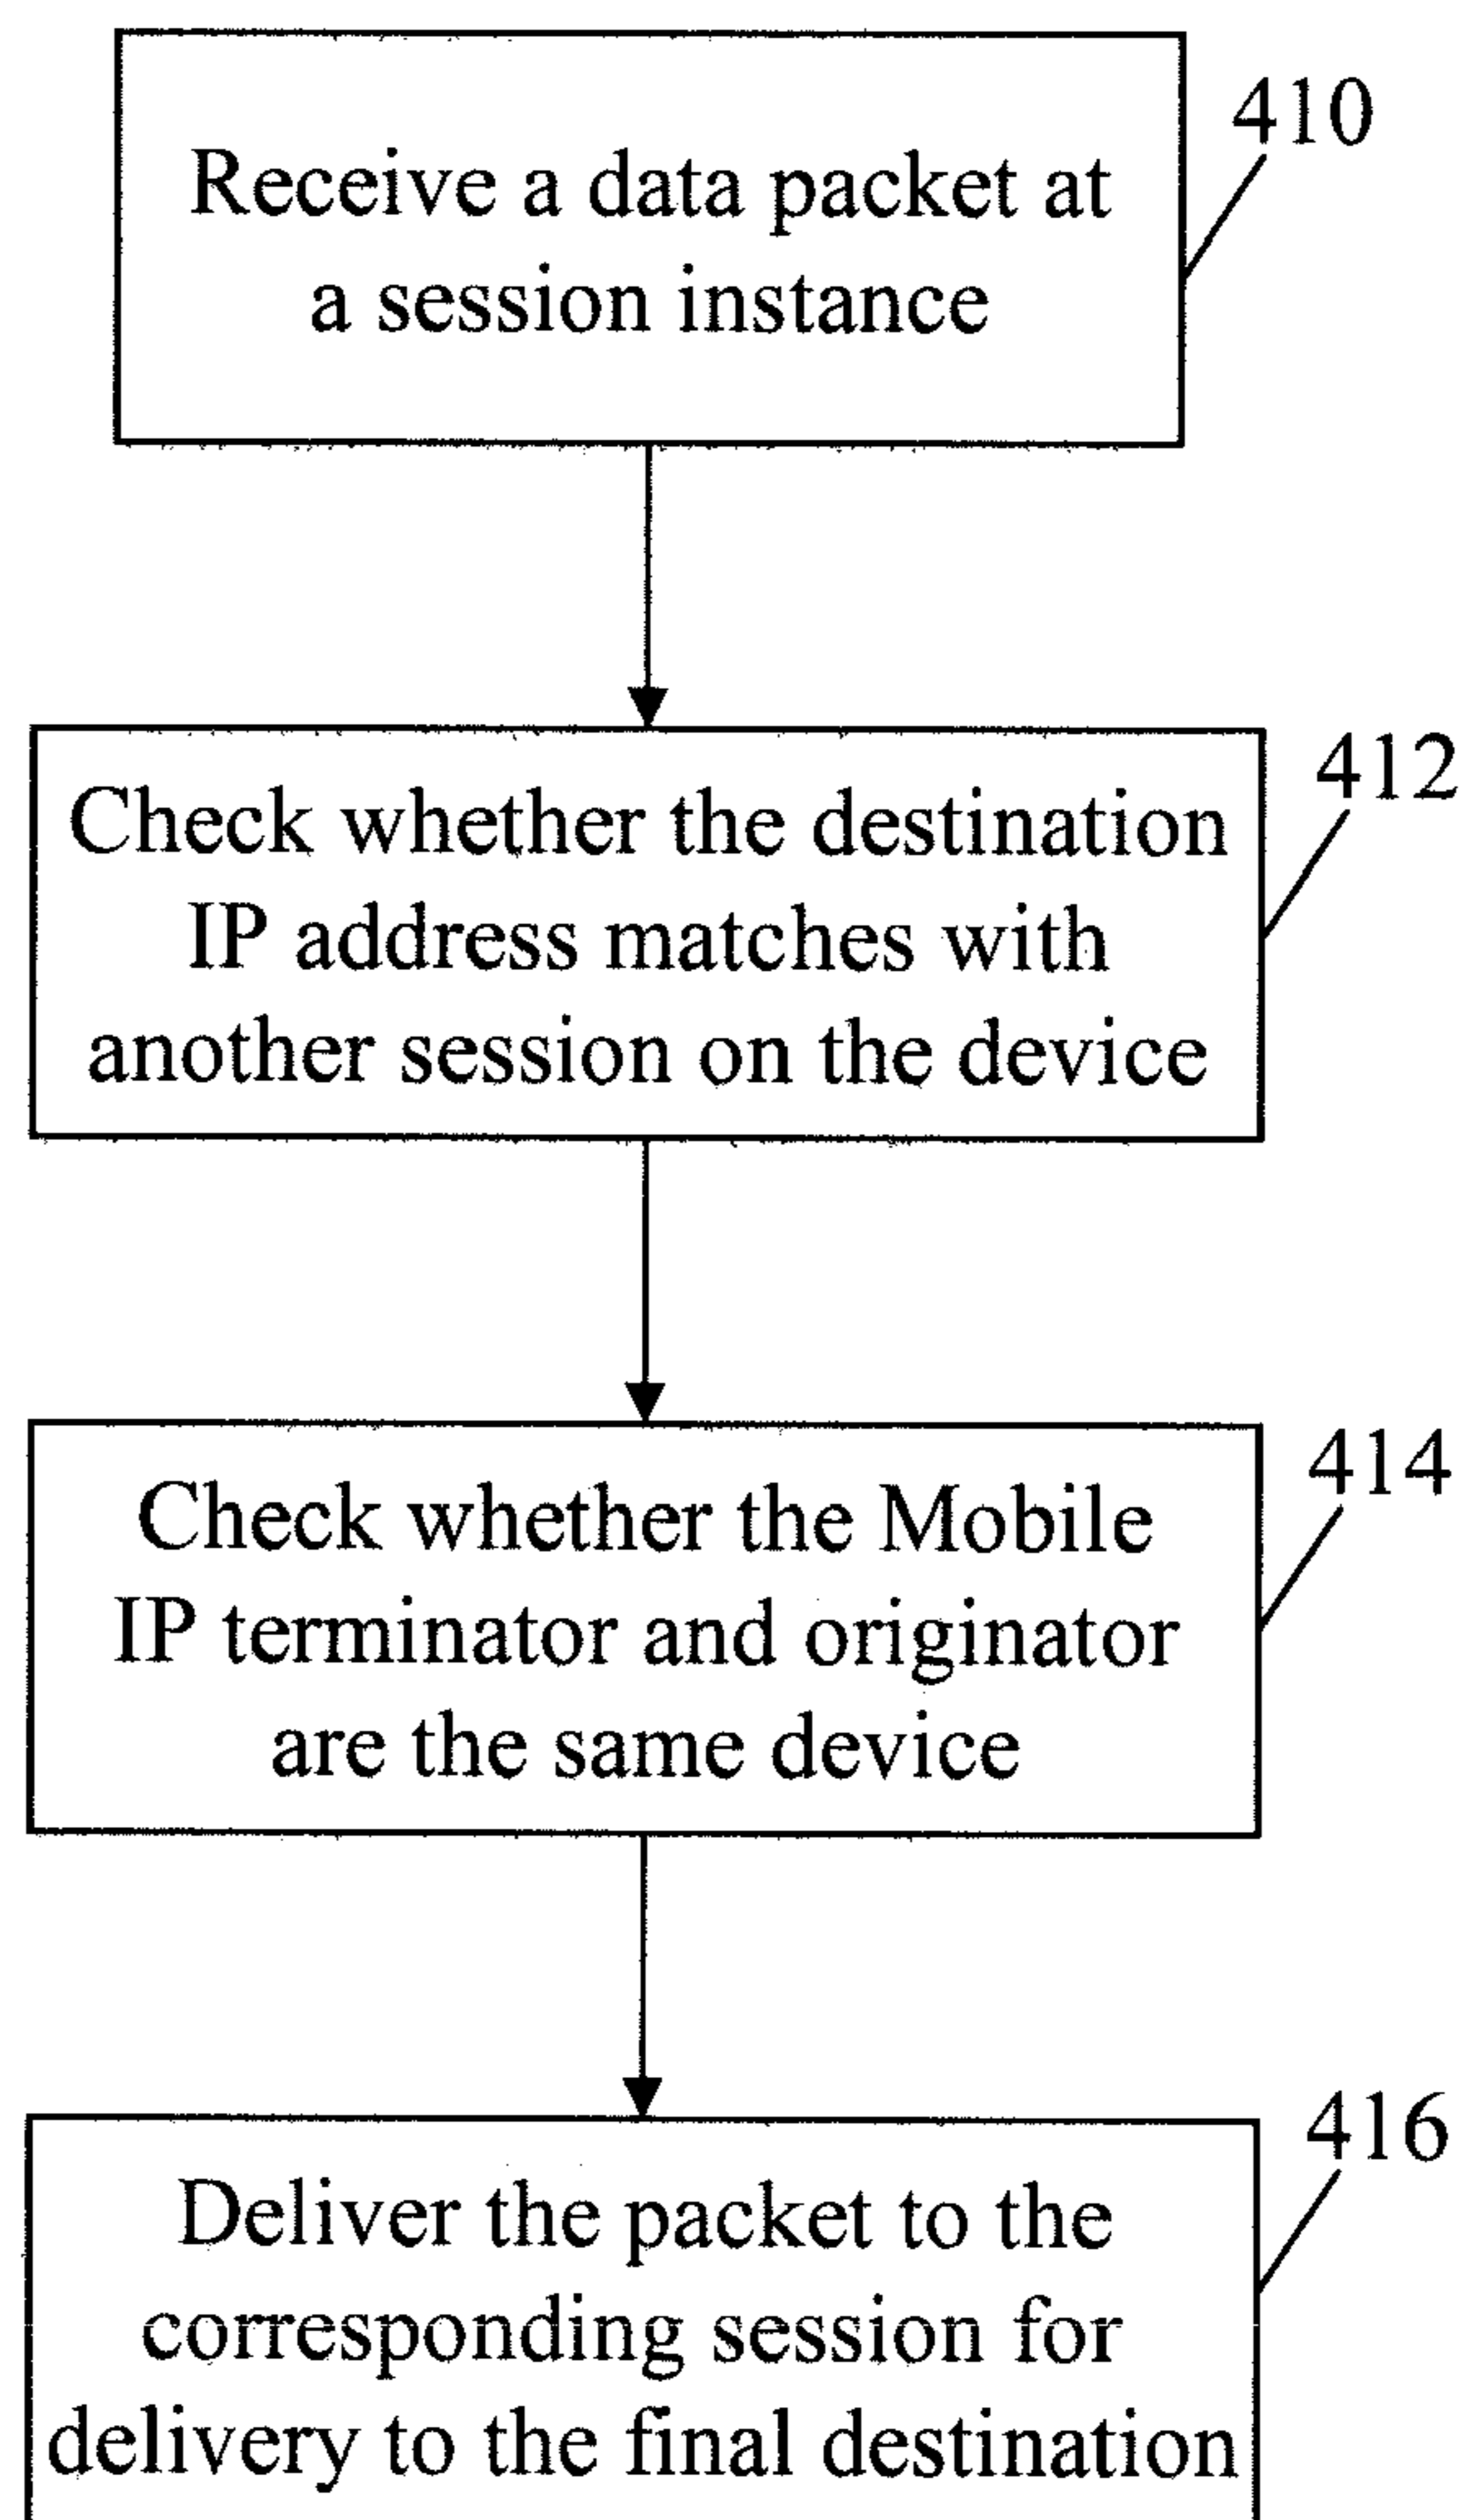 410
Receive a data packet at
a session instance
412
Check whether the destination
IP address matches with
another session on the device
414
Check whether the Mobile
IP terminator and originator
are the same device
416
Deliver the packet to the
corresponding session for
delivery to the final destination